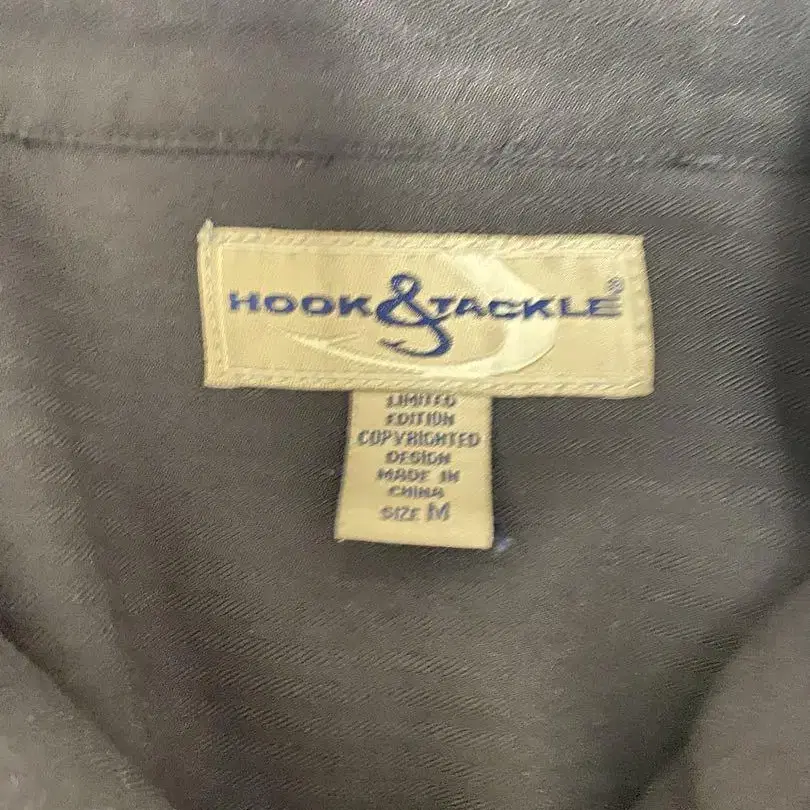 HOOK&TACKLE®
LIMITED
EDITION
COPYRIGHTED
DESIGN
MADE IN
CHINA
SIZE M